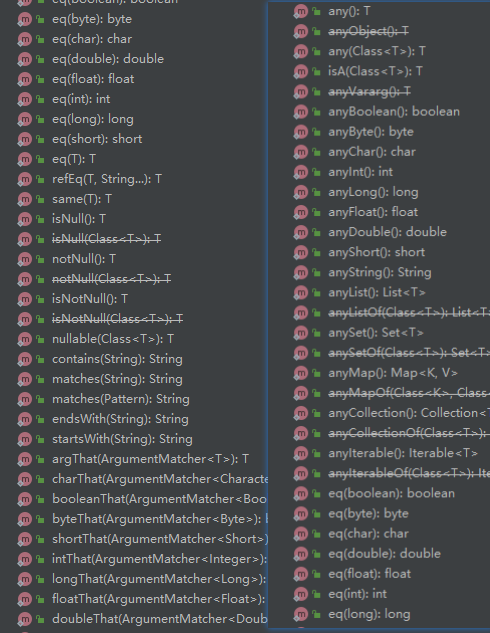 eq(byte): byte
eq(char): char
eq(double): double
eq(float): float
eq(int): int
eq(long): long
eq(short): short
eq(T): T
refEq(T, String...): T
same(T): T
isNull(): T
isNull(Class<T>): T
notNull(): T
notNull(Class<T>): T
isNotNull(): T
isNotNull(Class<T>): T
nullable(Class<T>): T
contains(String): String
matches(String): String
matches(Pattern): String
endsWith(String): String
startsWith(String): String
argThat(ArgumentMatcher<T>): T
charThat(ArgumentMatcher<Character
booleanThat(ArgumentMatcher<Boo
byteThat(ArgumentMatcher<Byte>): b
shortThat(ArgumentMatcher<Short>)
intThat(ArgumentMatcher<Integer>):
longThat(ArgumentMatcher<Long>):
floatThat(ArgumentMatcher<Float>):
doubleThat(ArgumentMatcher<Doub
any(): T
anyObject(): T
any(Class<T>): T
isA(Class<T>): T
anyVararg(): T
anyBoolean(): boolean
anyByte(): byte
anyChar(): char
anyInt(): int
anyLong(): long
anyFloat(): float
anyDouble(): double
anyShort(): short
anyString(): String
anyList(): List<T>
anyListOf(Class<T>): List<T>
anySet(): Set<T>
anySetOf(Class<T>): Set<T>
anyMap(): Map<K, V>
anyMapOf(Class<K>, Class
anyCollection(): Collection<T
anyCollectionOf(Class<T>):
anyIterable(): Iterable<T>
anyIterableOf(Class<T>): Ite
eq(boolean): boolean
eq(byte): byte
eq(char): char
eq(double): double
eq(float): float
eq(int): int
eq(long): long